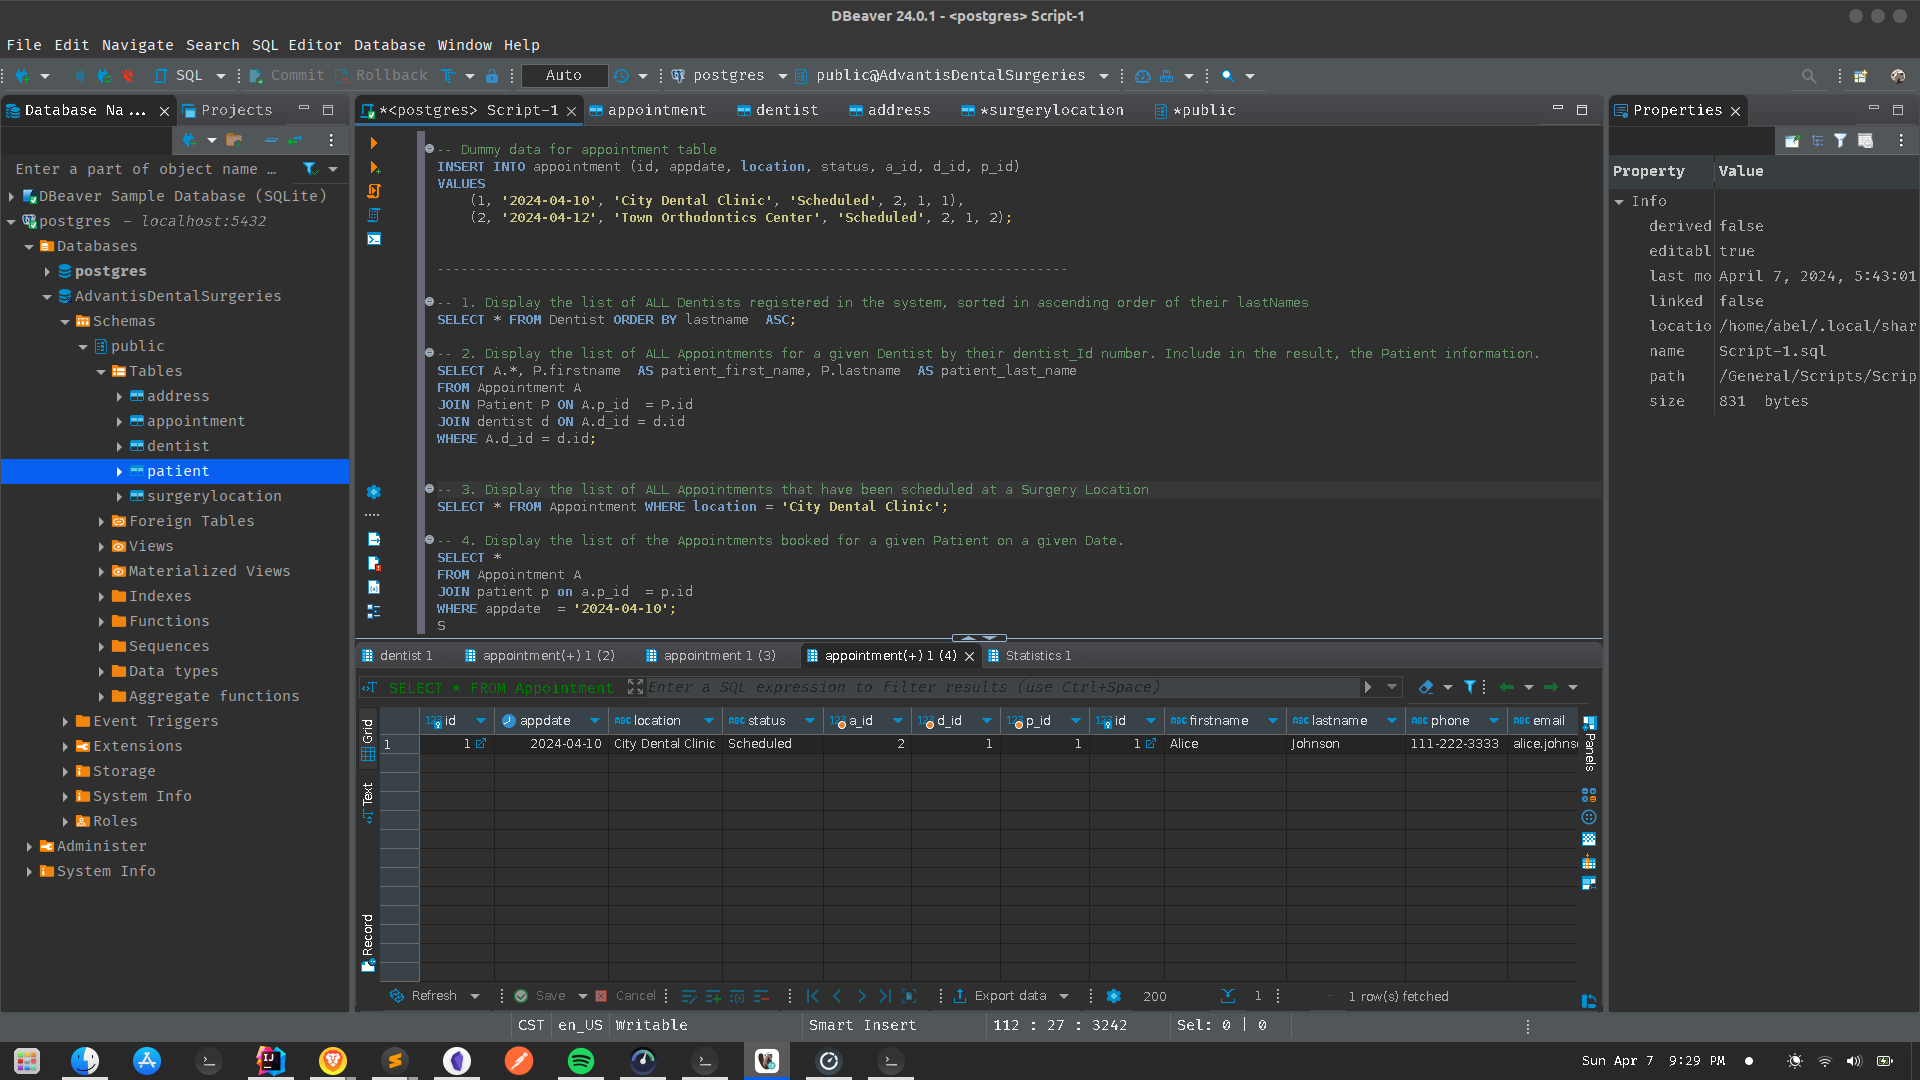 DBeaver 24.0.1 - <postgres> Script-1
File Edit Navigate Search SQL Editor Database Window Help
SQL Commit Rollback Auto postgres public@AdvantisDentalSurgeries
Database Na ... Projects
Enter a part of object name ...
DBeaver Sample Database (SQLite)
postgres - localhost:5432
Databases
postgres
AdvantisDentalSurgeries
Schemas
public
Tables
address
appointment
dentist
patient
surgerylocation
Foreign Tables
Views
Materialized Views
Indexes
Functions
Sequences
Data types
Aggregate functions
Event Triggers
Extensions
Storage
System Info
Roles
Administer
System Info
*<postgres> Script-1 appointment dentist address *surgerylocation *public
-- Dummy data for appointment table
INSERT INTO appointment (id, appdate, location, status, a_id, d_id, p_id)
VALUES
(1, '2024-04-10', 'City Dental Clinic', 'Scheduled', 2, 1, 1),
(2, '2024-04-12', 'Town Orthodontics Center', 'Scheduled', 2, 1, 2);
-------------------------------------------------------------------------------
-- 1. Display the list of ALL Dentists registered in the system, sorted in ascending order of their lastNames
SELECT * FROM Dentist ORDER BY lastname  ASC;
-- 2. Display the list of ALL Appointments for a given Dentist by their dentist_Id number. Include in the result, the Patient information.
SELECT A.*, P.firstname  AS patient_first_name, P.lastname  AS patient_last_name
FROM Appointment A
JOIN Patient P ON A.p_id  = P.id
JOIN dentist d ON A.d_id = d.id
WHERE A.d_id = d.id;
-- 3. Display the list of ALL Appointments that have been scheduled at a Surgery Location
SELECT * FROM Appointment WHERE location = 'City Dental Clinic';
-- 4. Display the list of the Appointments booked for a given Patient on a given Date.
SELECT *
FROM Appointment A
JOIN patient p on a.p_id  = p.id
WHERE appdate  = '2024-04-10';
S
dentist 1 appointment(+) 1 (2) appointment 1 (3) appointment(+) 1 (4) Statistics 1
SELECT * FROM Appointment Enter a SQL expression to filter results (use Ctrl+Space)
Grid
Text
Record
123 id appdate ABC location ABC status 123 a_id 123 d_id 123 p_id 123 id ABC firstname ABC lastname ABC phone ABC email
1 1 2024-04-10 City Dental Clinic Scheduled 2 1 1 1 Alice Johnson 111-222-3333 alice.johns
Panels
Refresh Save Cancel Export data 200 1 ... 1 row(s) fetched
CST en_US Writable Smart Insert 112 : 27 : 3242 Sel: 0 | 0
Properties
Property Value
Info
derived false
editabl true
last mo April 7, 2024, 5:43:01
linked false
locatio /home/abel/.local/shar
name Script-1.sql
path /General/Scripts/Scrip
size 831 bytes
IJ
Sun Apr 7 9:29 PM